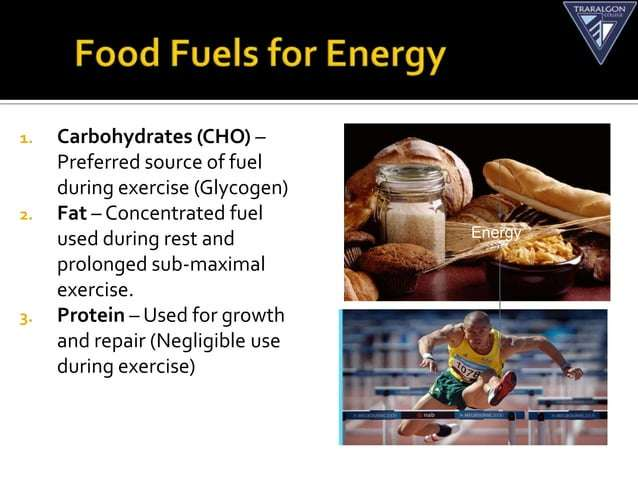 TRARALGON
COLLEGE
Food Fuels for Energy
1. Carbohydrates (CHO) –
Preferred source of fuel
during exercise (Glycogen)
2. Fat – Concentrated fuel
used during rest and
prolonged sub-maximal
exercise.
3. Protein – Used for growth
and repair (Negligible use
during exercise)
Energy
1078
nab